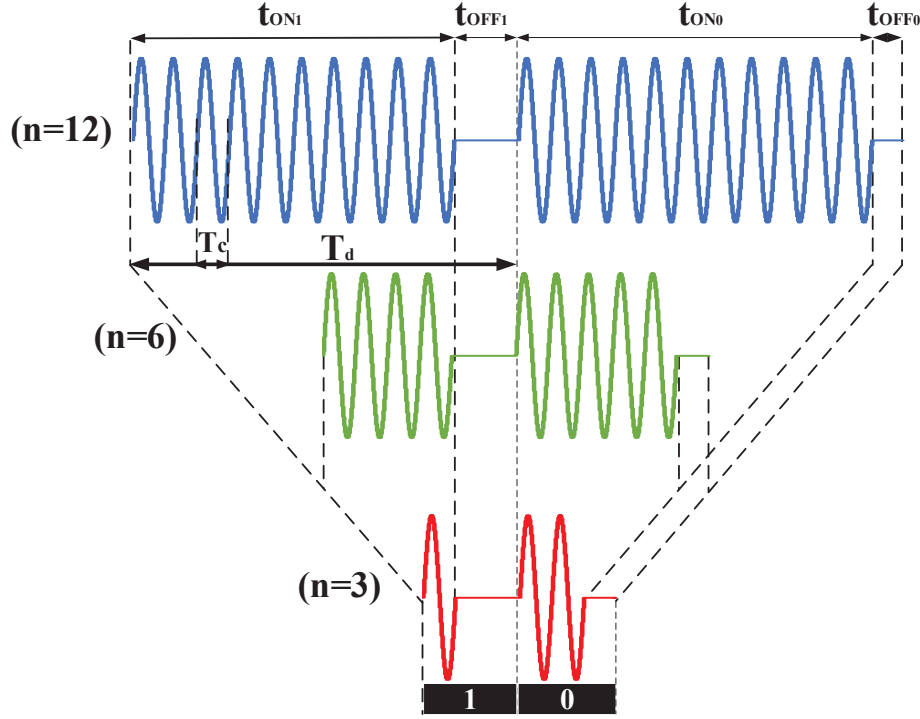 tON1 tOFF1 tON0 tOFF0
(n=12)
Tc Td
(n=6)
(n=3)
1 0